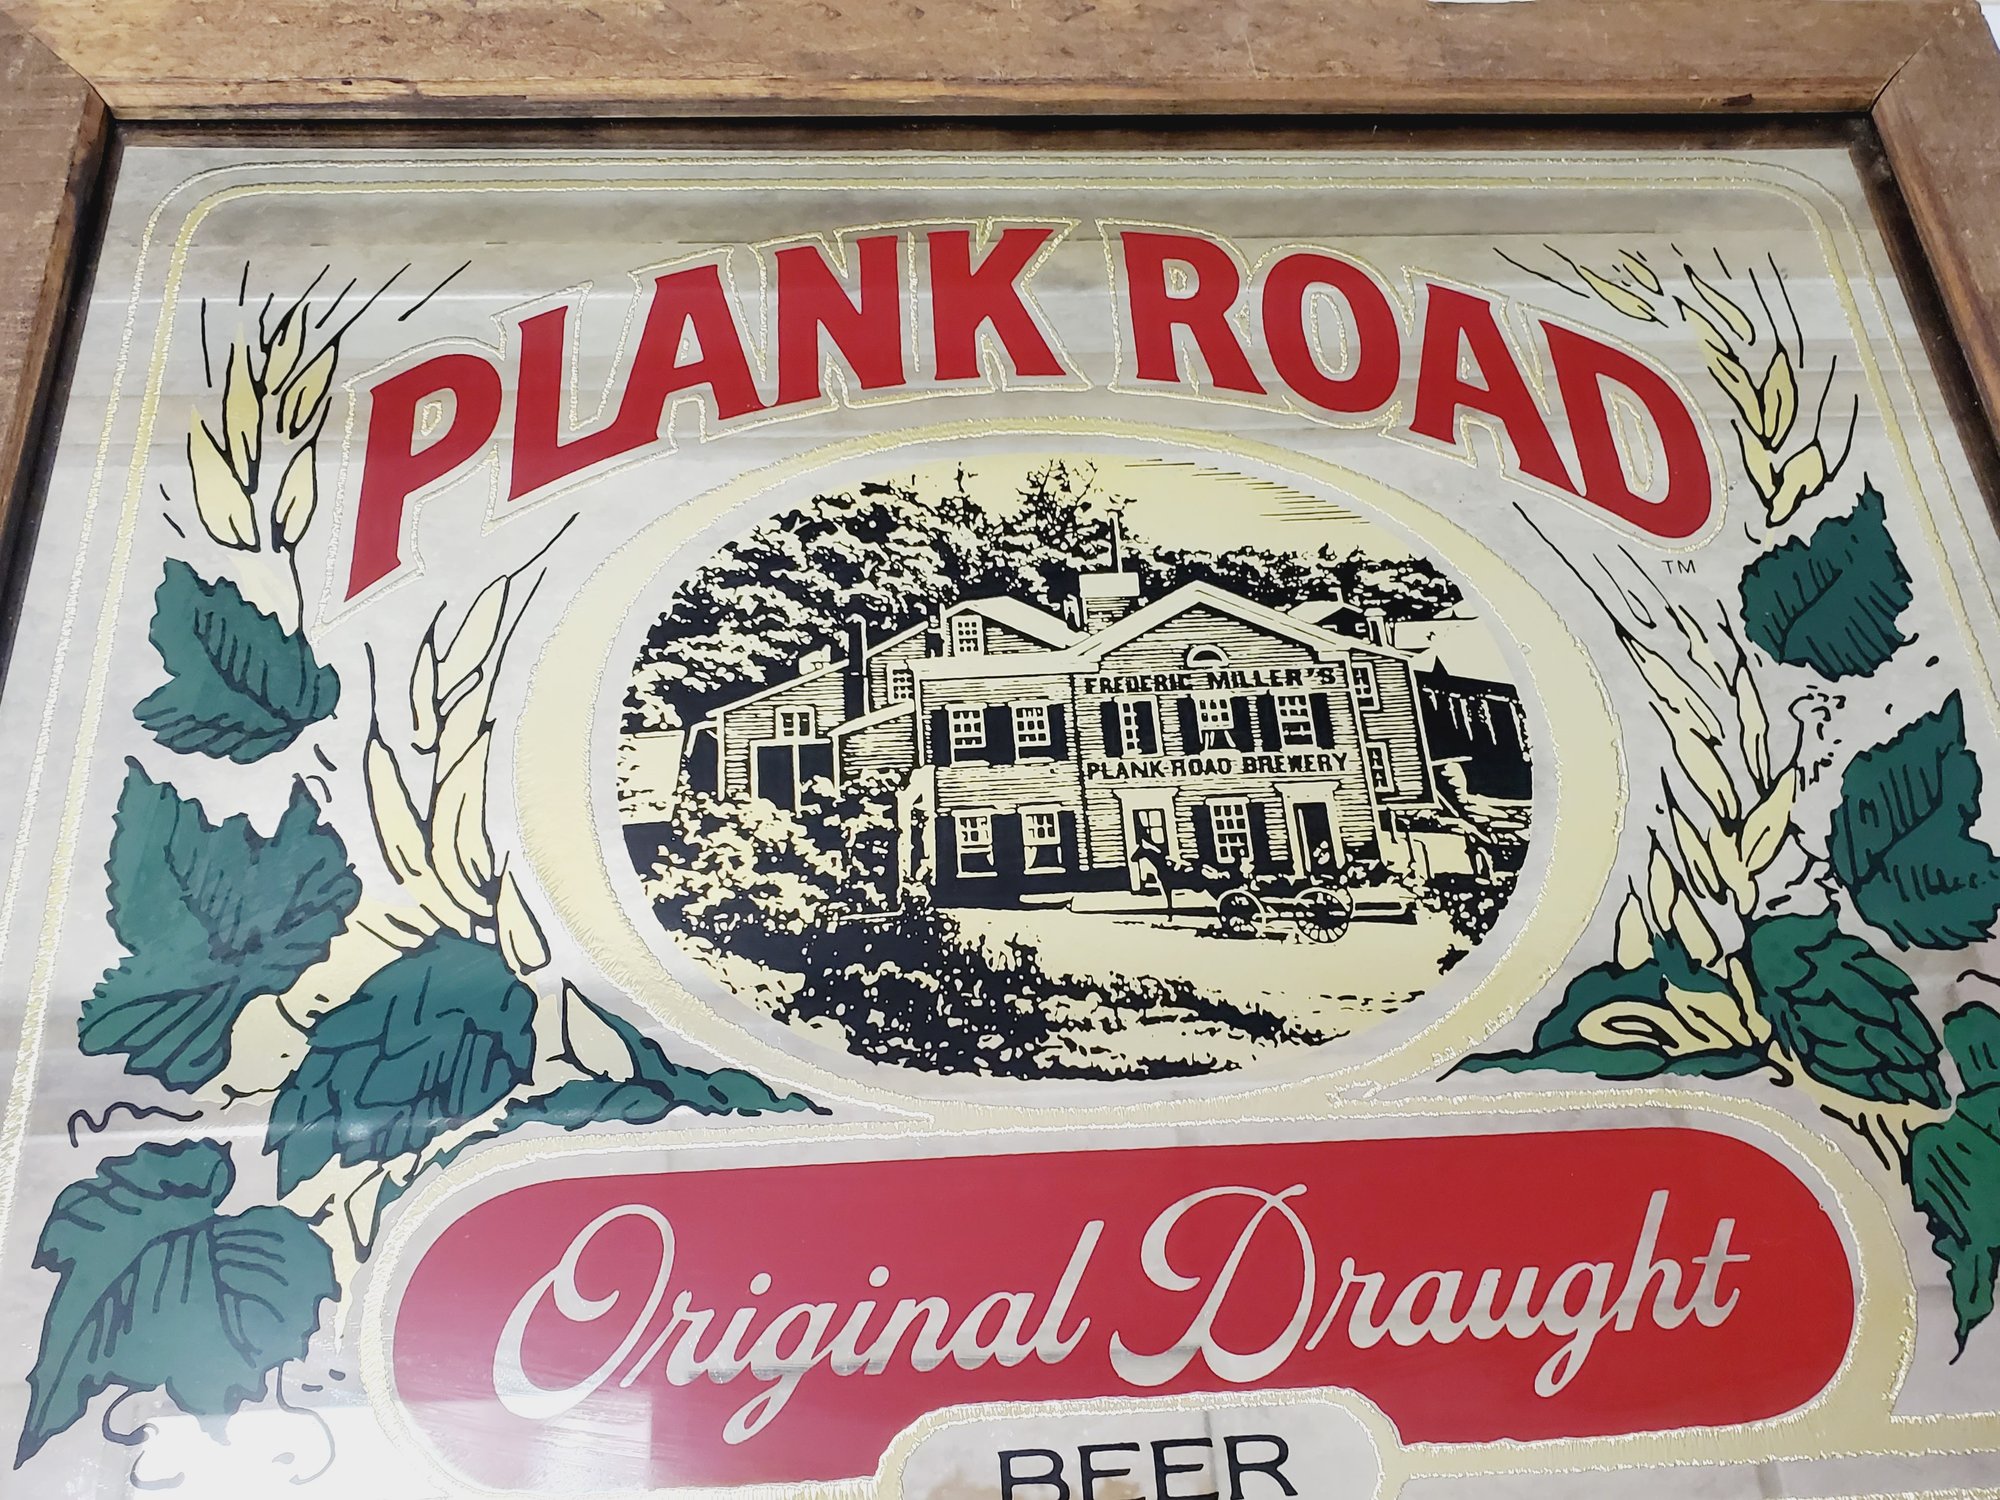 PLANK ROAD
TM
FREDERIC MILLER'S
PLANK-ROAD BREWERY
Original Draught
BEER